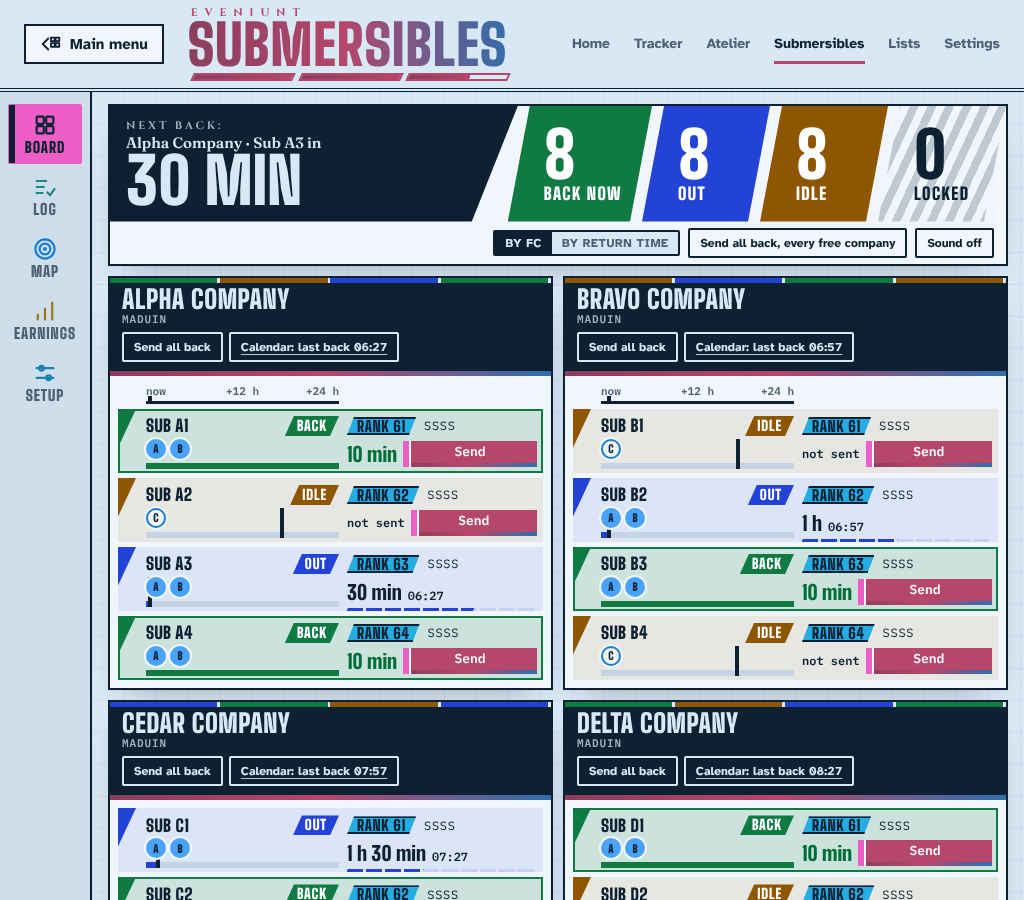 Main menu
EVENIUNT
SUBMERSIBLES
Home
Tracker
Atelier
Submersibles
Lists
Settings
BOARD
LOG
MAP
EARNINGS
SETUP
NEXT BACK:
Alpha Company · Sub A3 in
30 MIN
8
BACK NOW
8
OUT
8
IDLE
0
LOCKED
BY FC
BY RETURN TIME
Send all back, every free company
Sound off
ALPHA COMPANY
MADUIN
Send all back
Calendar: last back 06:27
now
+12 h
+24 h
SUB A1
BACK
RANK 61
SSSS
A
B
10 min
Send
SUB A2
IDLE
RANK 62
SSSS
C
not sent
Send
SUB A3
OUT
RANK 63
SSSS
A
B
30 min 06:27
SUB A4
BACK
RANK 64
SSSS
A
B
10 min
Send
BRAVO COMPANY
MADUIN
Send all back
Calendar: last back 06:57
now
+12 h
+24 h
SUB B1
IDLE
RANK 61
SSSS
C
not sent
Send
SUB B2
OUT
RANK 62
SSSS
A
B
1 h 06:57
SUB B3
BACK
RANK 63
SSSS
A
B
10 min
Send
SUB B4
IDLE
RANK 64
SSSS
C
not sent
Send
CEDAR COMPANY
MADUIN
Send all back
Calendar: last back 07:57
SUB C1
OUT
RANK 61
SSSS
A
B
1 h 30 min 07:27
SUB C2
BACK
RANK 62
SSSS
DELTA COMPANY
MADUIN
Send all back
Calendar: last back 08:27
SUB D1
BACK
RANK 61
SSSS
A
B
10 min
Send
SUB D2
IDLE
RANK 62
SSSS